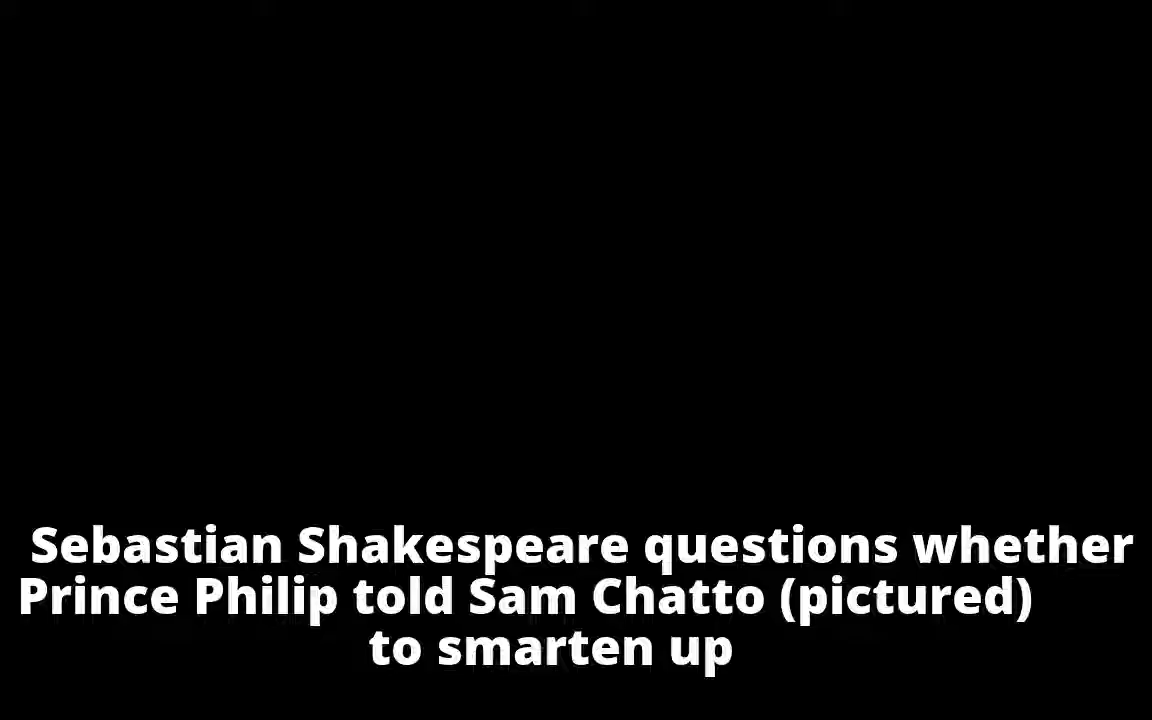 Sebastian Shakespeare questions whether
Prince Philip told Sam Chatto (pictured)
to smarten up